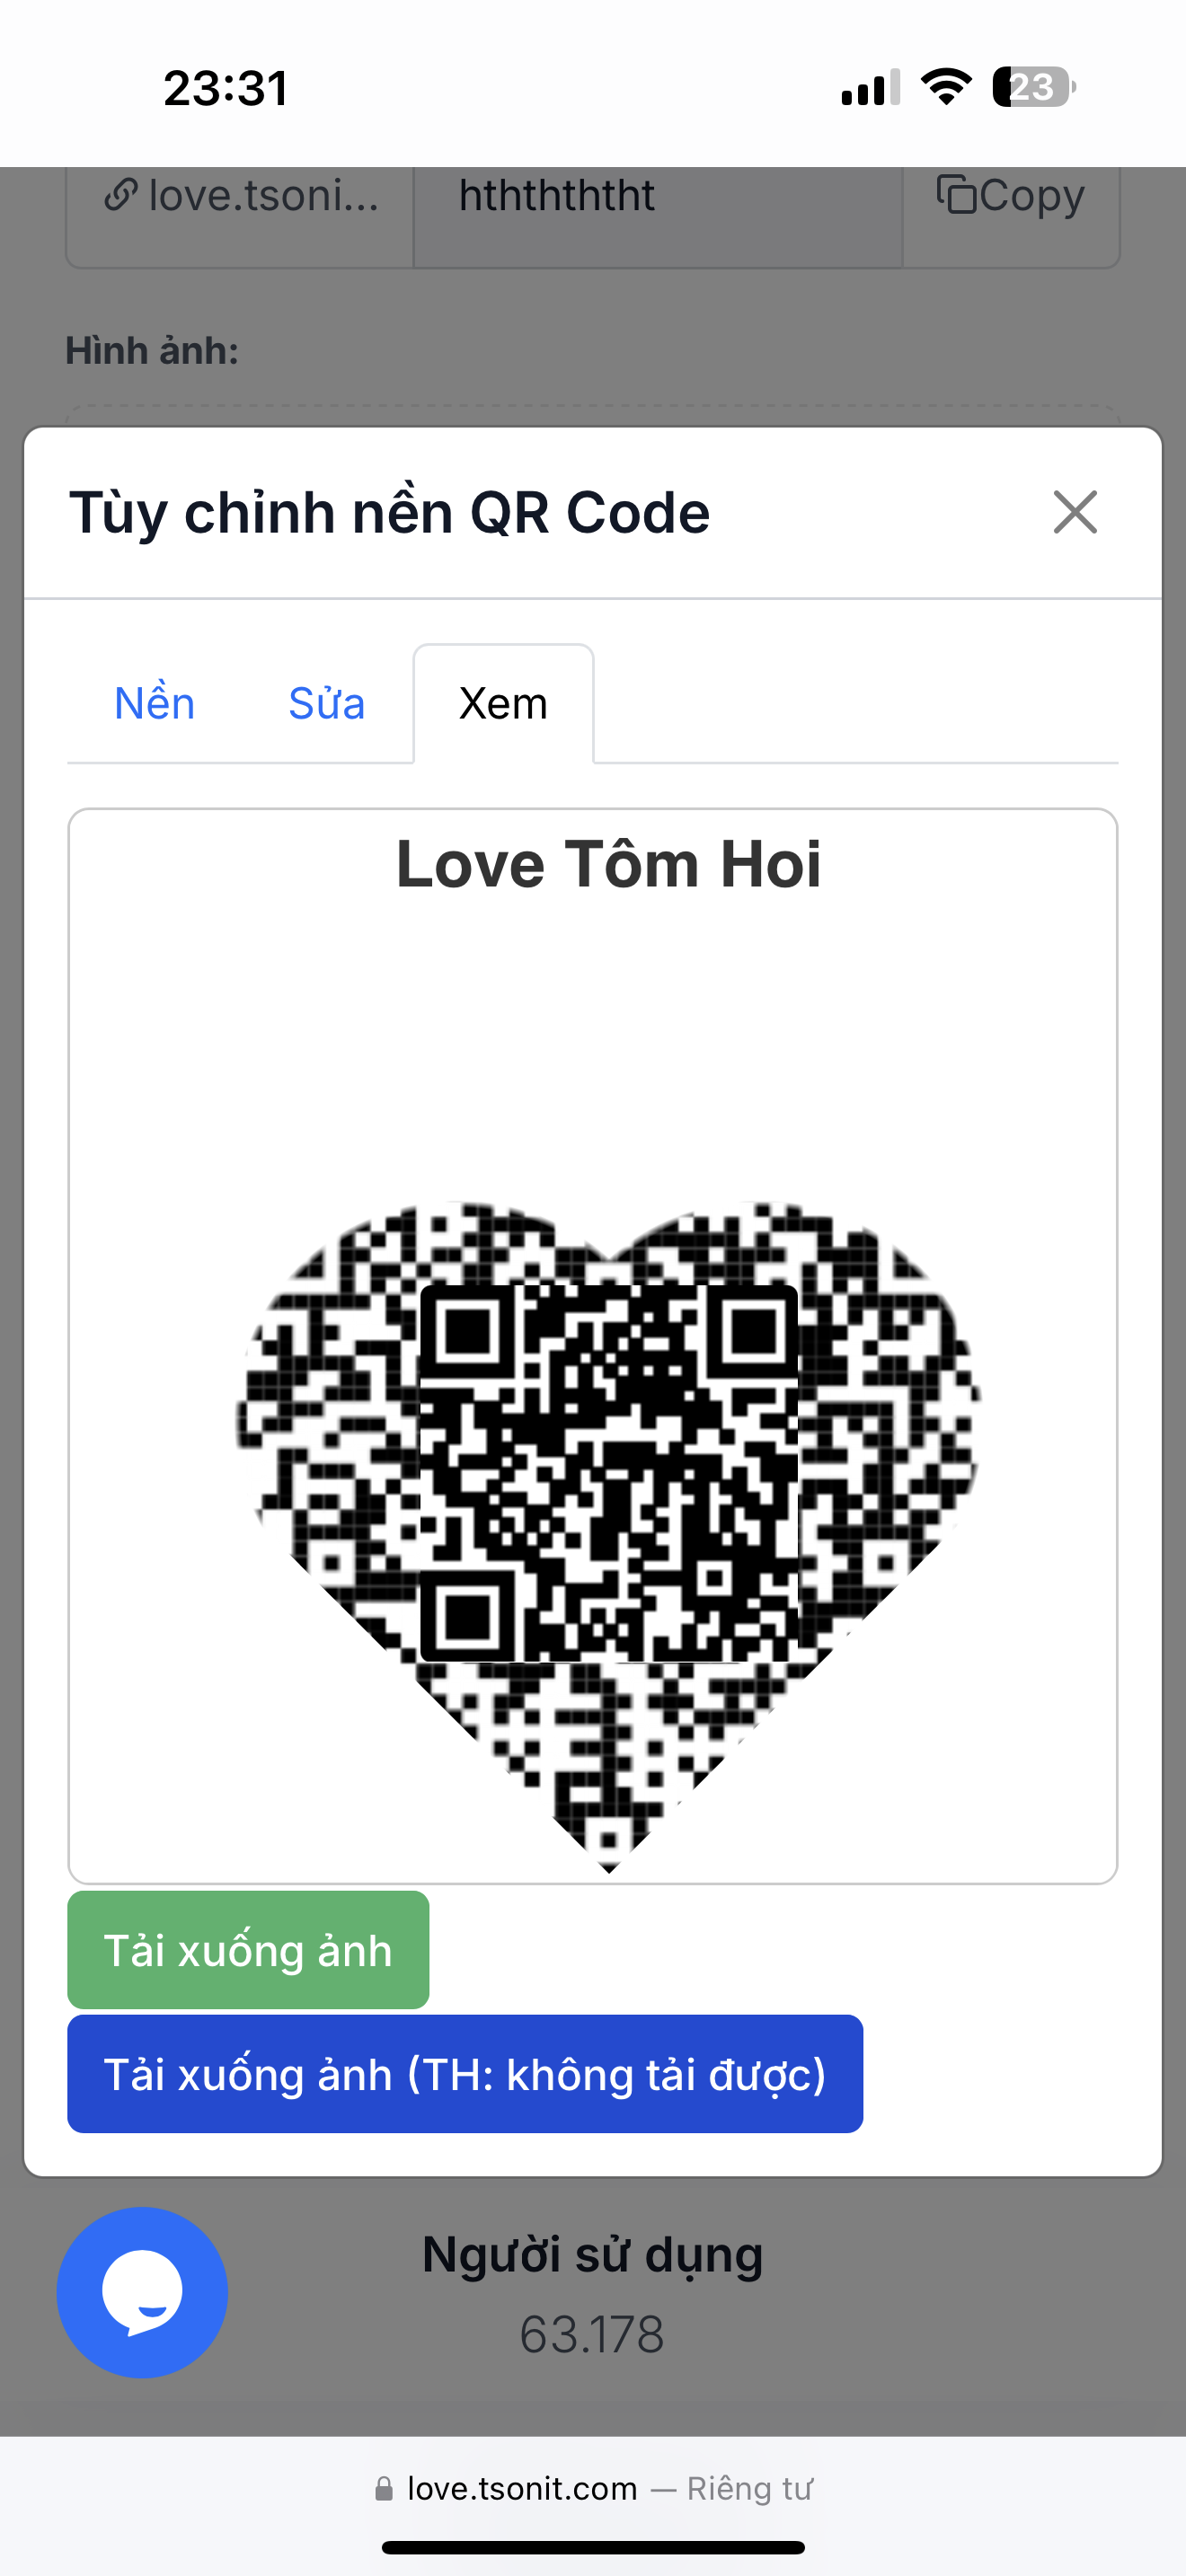 23:31
23
love.tsoni...
hththththt
Copy
Hình ảnh:
Tùy chỉnh nền QR Code
Nền
Sửa
Xem
Love Tôm Hoi
Tải xuống ảnh
Tải xuống ảnh (TH: không tải được)
Người sử dụng
63.178
love.tsonit.com — Riêng tư